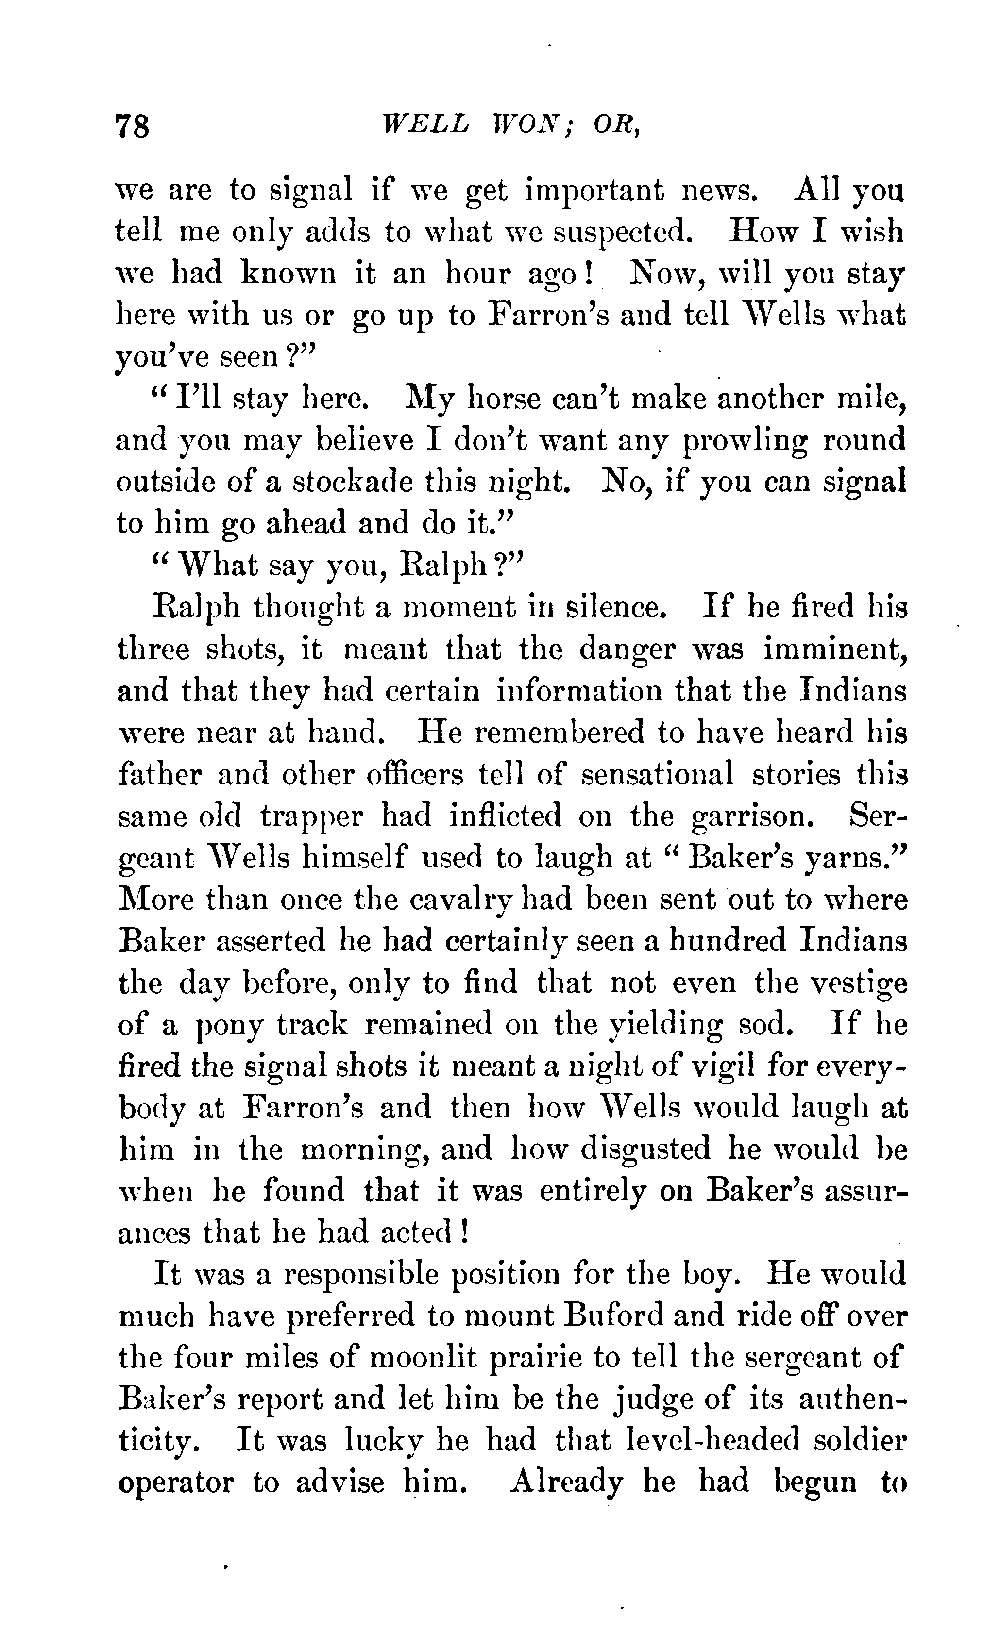 78 WELL WON; OR,
we are to signal if we get important news. All you
tell me only adds to what we suspected. How I wish
we had known it an hour ago! Now, will you stay
here with us or go up to Farron's and tell Wells what
you've seen?"
"I'll stay here. My horse can't make another mile,
and you may believe I don't want any prowling round
outside of a stockade this night. No, if you can signal
to him go ahead and do it."
"What say you, Ralph?"
Ralph thought a moment in silence. If he fired his
three shots, it meant that the danger was imminent,
and that they had certain information that the Indians
were near at hand. He remembered to have heard his
father and other officers tell of sensational stories this
same old trapper had inflicted on the garrison. Ser-
geant Wells himself used to laugh at "Baker's yarns."
More than once the cavalry had been sent out to where
Baker asserted he had certainly seen a hundred Indians
the day before, only to find that not even the vestige
of a pony track remained on the yielding sod. If he
fired the signal shots it meant a night of vigil for every-
body at Farron's and then how Wells would laugh at
him in the morning, and how disgusted he would be
when he found that it was entirely on Baker's assur-
ances that he had acted!
It was a responsible position for the boy. He would
much have preferred to mount Buford and ride off over
the four miles of moonlit prairie to tell the sergeant of
Baker's report and let him be the judge of its authen-
ticity. It was lucky he had that level-headed soldier
operator to advise him. Already he had begun to